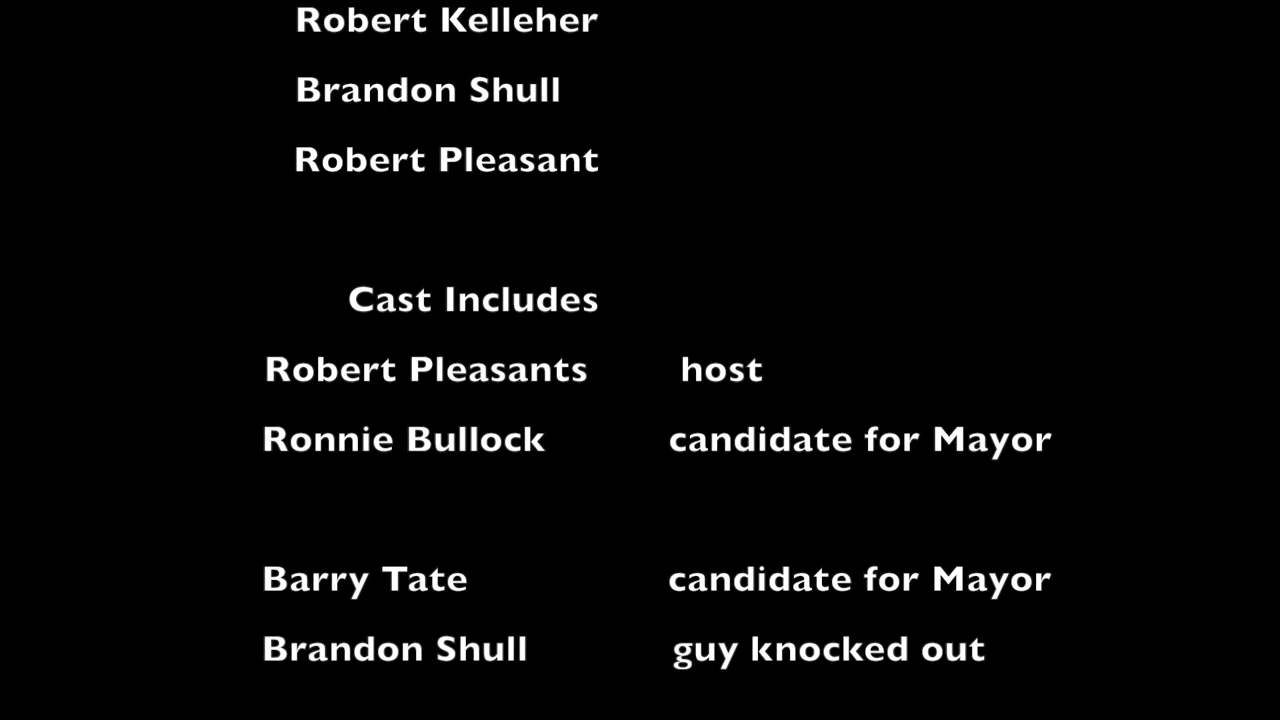 Robert Kelleher
Brandon Shull
Robert Pleasant
Cast Includes
Robert Pleasants host
Ronnie Bullock candidate for Mayor
Barry Tate candidate for Mayor
Brandon Shull guy knocked out